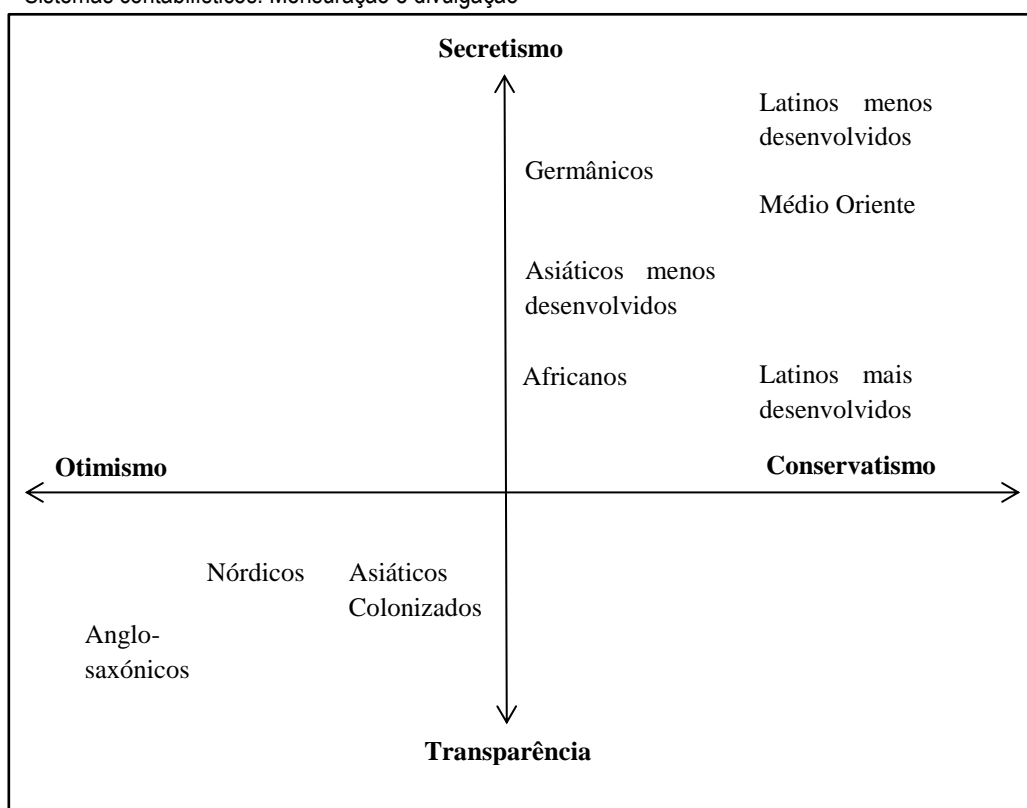 Sistemas contabilísticos: Mensuração e divulgação
Secretismo
Latinos menos
desenvolvidos
Germânicos
Médio Oriente
Asiáticos menos
desenvolvidos
Africanos
Latinos mais
desenvolvidos
Otimismo
Conservatismo
Nórdicos
Asiáticos
Colonizados
Anglo-
saxónicos
Transparência